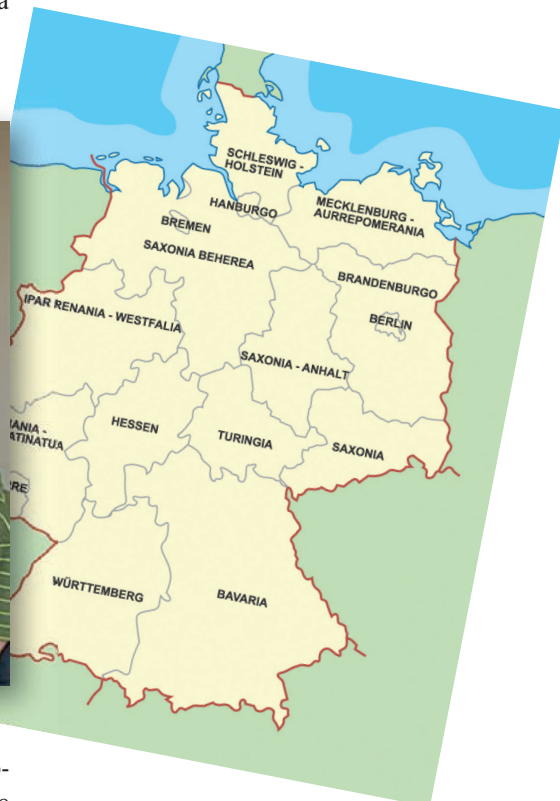 a
SCHLESWIG -
HOLSTEIN
HANBURGO
MECKLENBURG -
AURREPOMERANIA
BREMEN
SAXONIA BEHEREA
BRANDENBURGO
BERLIN
IPAR RENANIA - WESTFALIA
SAXONIA - ANHALT
HESSEN
TURINGIA
SAXONIA
WÜRTTEMBERG
BAVARIA